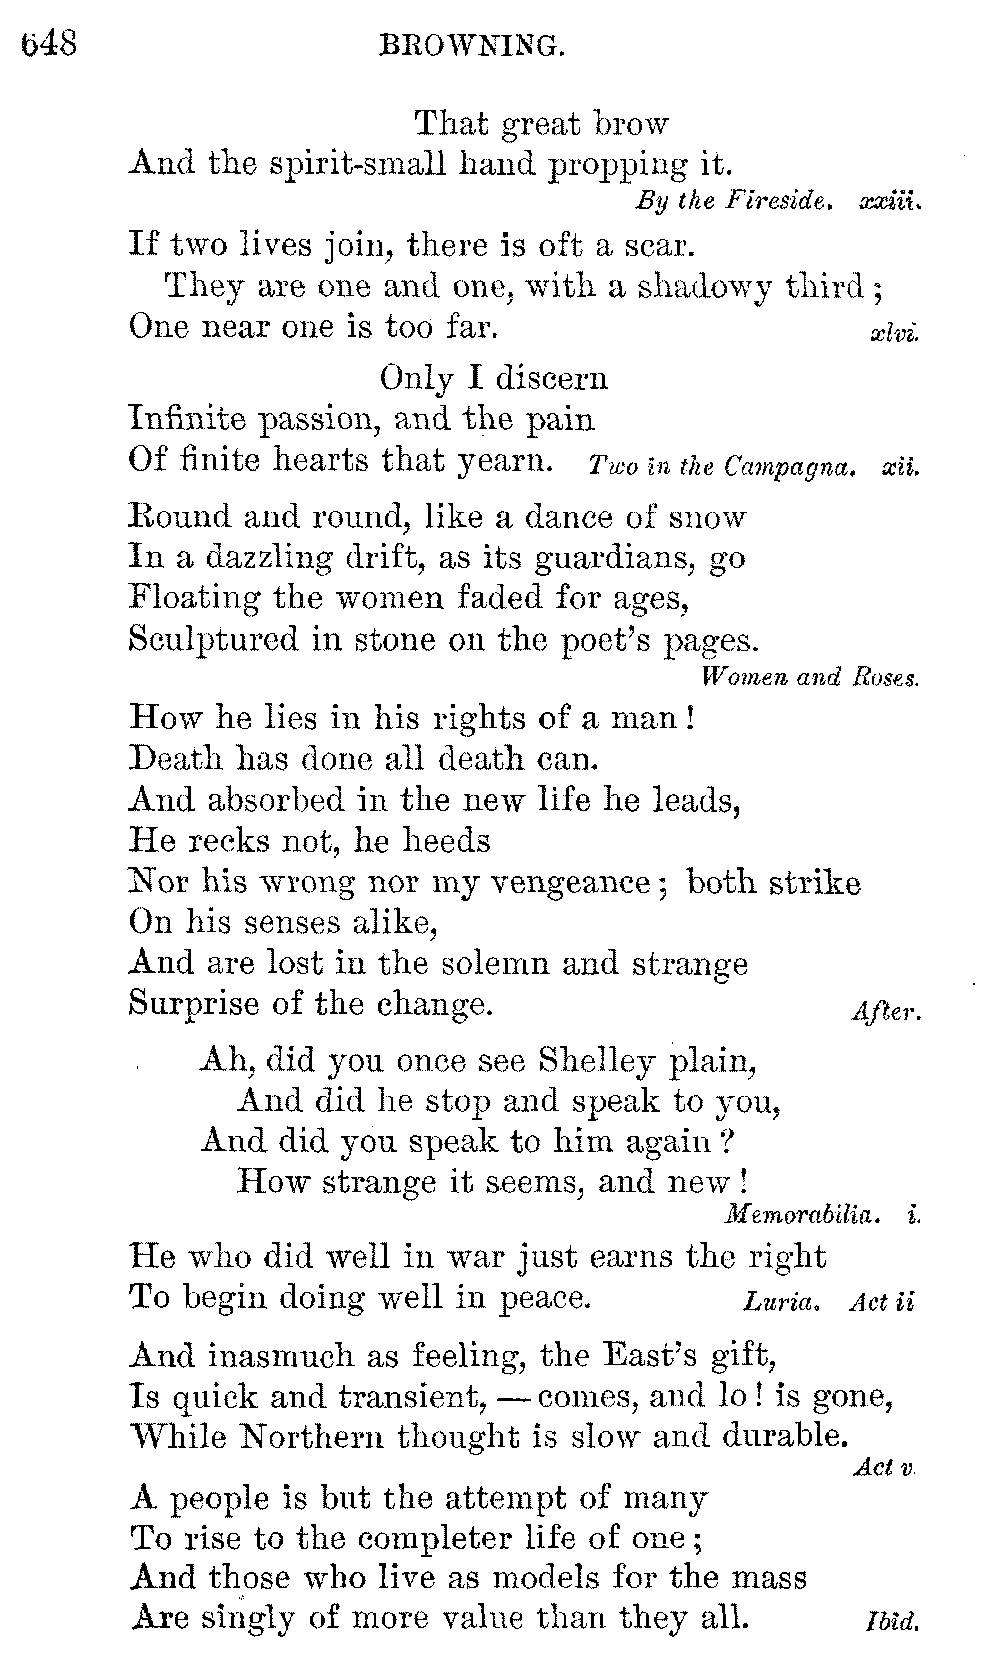 648 BROWNING.
That great brow
And the spirit-small hand propping it.
By the Fireside. xxiii.
If two lives join, there is oft a scar.
They are one and one, with a shadowy third;
One near one is too far. xlvi.
Only I discern
Infinite passion, and the pain
Of finite hearts that yearn. Two in the Campagna. xii.
Round and round, like a dance of snow
In a dazzling drift, as its guardians, go
Floating the women faded for ages,
Sculptured in stone on the poet's pages.
Women and Roses.
How he lies in his rights of a man!
Death has done all death can.
And absorbed in the new life he leads,
He recks not, he heeds
Nor his wrong nor my vengeance; both strike
On his senses alike,
And are lost in the solemn and strange
Surprise of the change. After.
Ah, did you once see Shelley plain,
And did he stop and speak to you,
And did you speak to him again?
How strange it seems, and new!
Memorabilia. i.
He who did well in war just earns the right
To begin doing well in peace. Luria. Act ii
And inasmuch as feeling, the East's gift,
Is quick and transient, — comes, and lo! is gone,
While Northern thought is slow and durable.
Act v.
A people is but the attempt of many
To rise to the completer life of one;
And those who live as models for the mass
Are singly of more value than they all. Ibid.